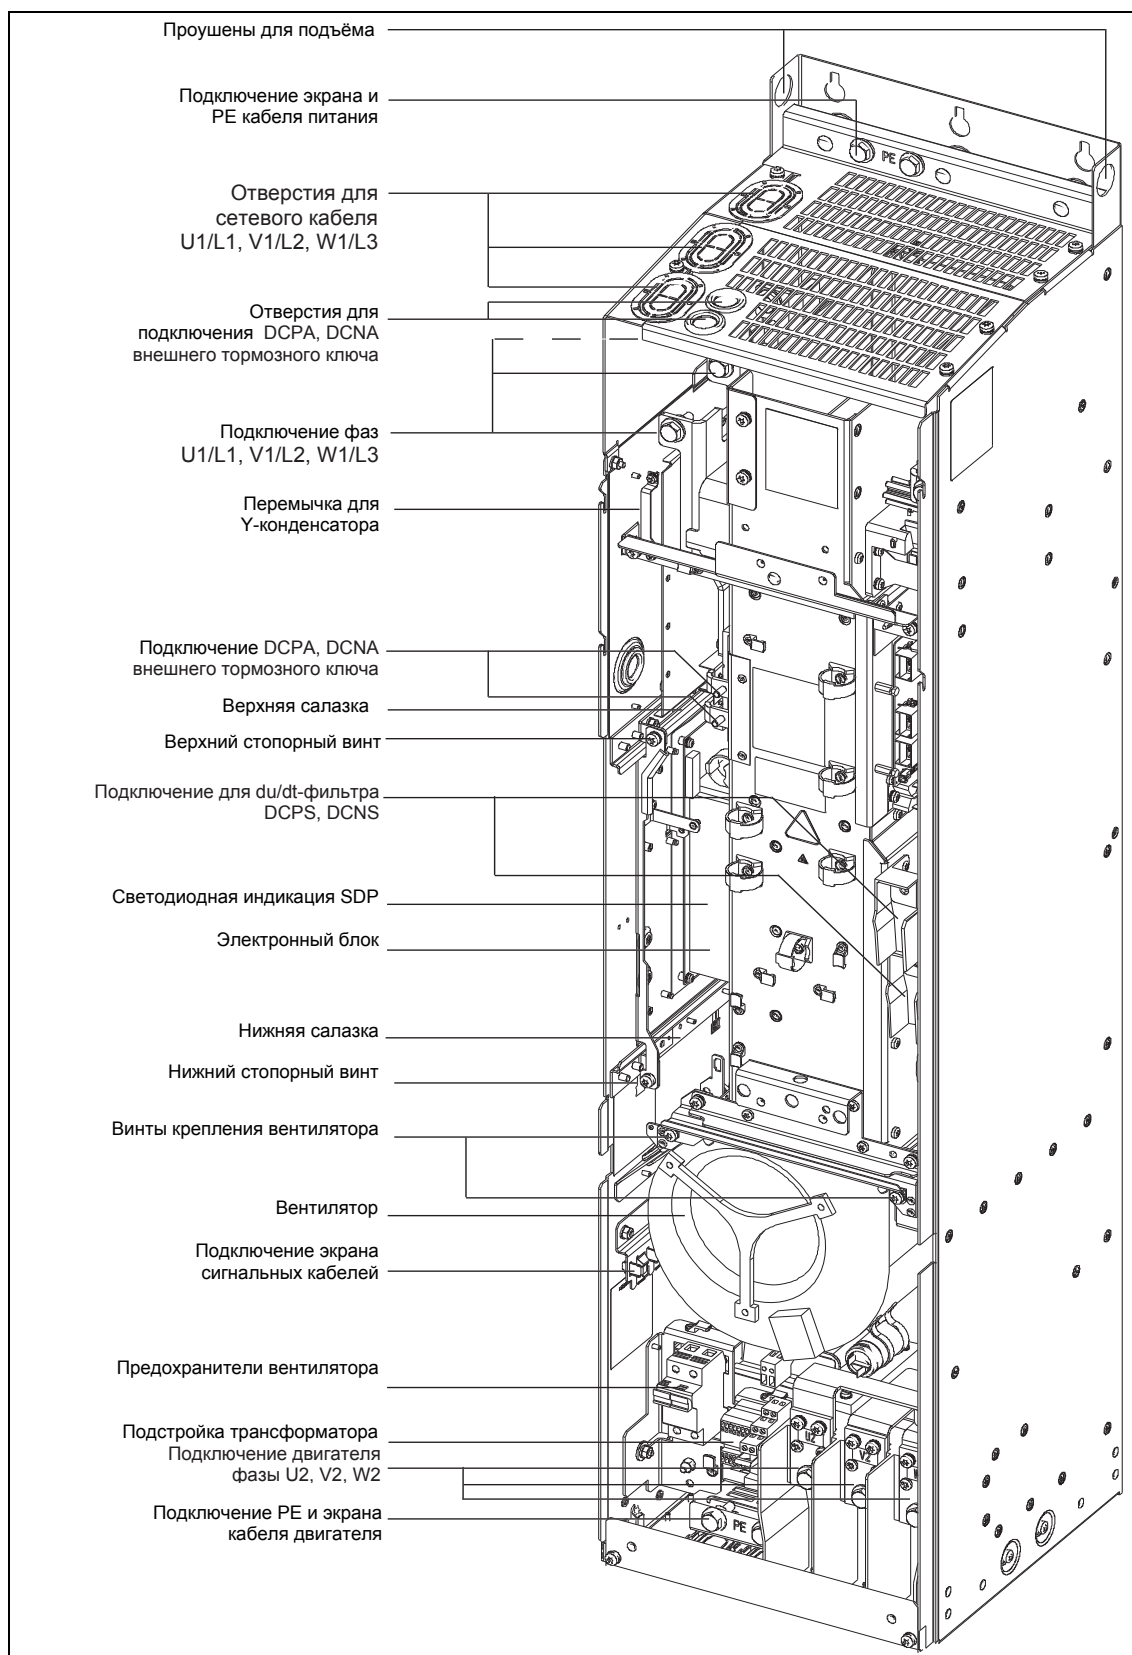 Проушены для подъёма
Подключение экрана и
PE кабеля питания
PE
Отверстия для
сетевого кабеля
U1/L1, V1/L2, W1/L3
Отверстия для
подключения DCPA, DCNA
внешнего тормозного ключа
Подключение фаз
U1/L1, V1/L2, W1/L3
Перемычка для
Y-конденсатора
Подключение DCPA, DCNA
внешнего тормозного ключа
Верхняя салазка
Верхний стопорный винт
Подключение для du/dt-фильтра
DCPS, DCNS
Светодиодная индикация SDP
Электронный блок
Нижняя салазка
Нижний стопорный винт
Винты крепления вентилятора
Вентилятор
Подключение экрана
сигнальных кабелей
Предохранители вентилятора
Подстройка трансформатора
Подключение двигателя
фазы U2, V2, W2
U2
V2
Подключение PE и экрана
кабеля двигателя
PE